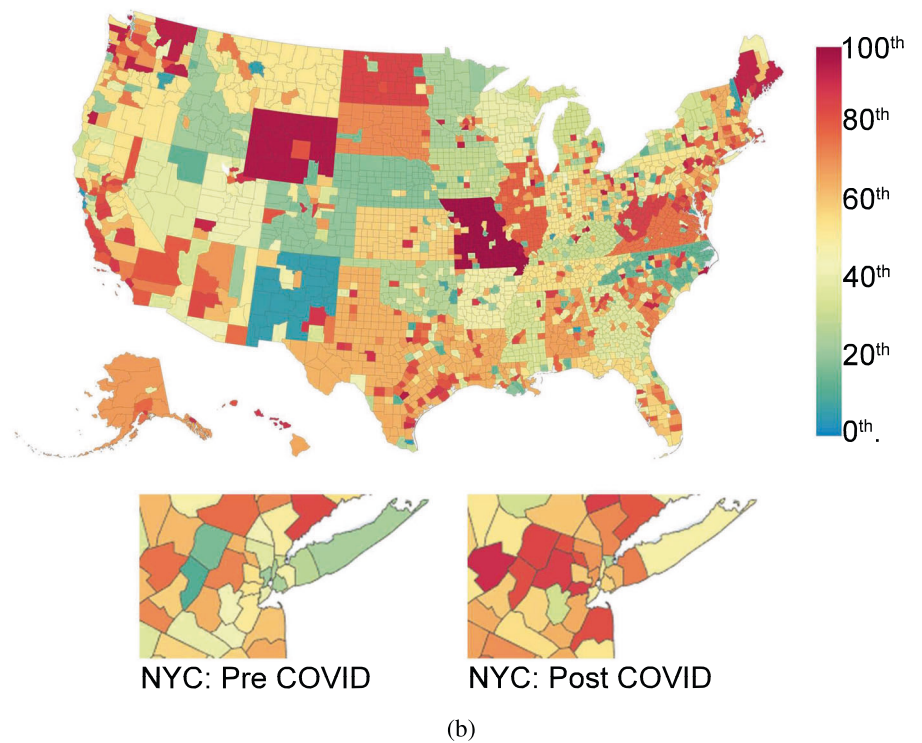 100th
80th
60th
40th
20th
0th.
NYC: Pre COVID
NYC: Post COVID
(b)